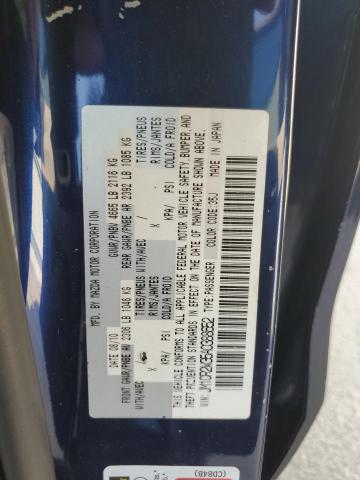 MFD. BY MAZDA MOTOR CORPORATION
DATE 08/10 GVWR/PNBV 4665 LB 2116 KG
FRONT GAWR/PNBE AV 2306 LB 1046 KG REAR GAWR/PNBE AR 2392 LB 1085 KG
WITH/AVEC / TIRES/PNEUS WITH/AVEC / TIRES/PNEUS
X RIMS/JANTES X RIMS/JANTES
KPA/ PSI COLD/A FROID KPA/ PSI COLD/A FROID
THIS VEHICLE CONFORMS TO ALL APPLICABLE FEDERAL MOTOR VEHICLE SAFETY, BUMPER, AND
THEFT PREVENTION STANDARDS IN EFFECT ON THE DATE OF MANUFACTURE SHOWN ABOVE.
VIN: JM1CR2W35A0388652 COLOR CODE: 35J
TYPE: PASSENGER MADE IN JAPAN
(CD84B)